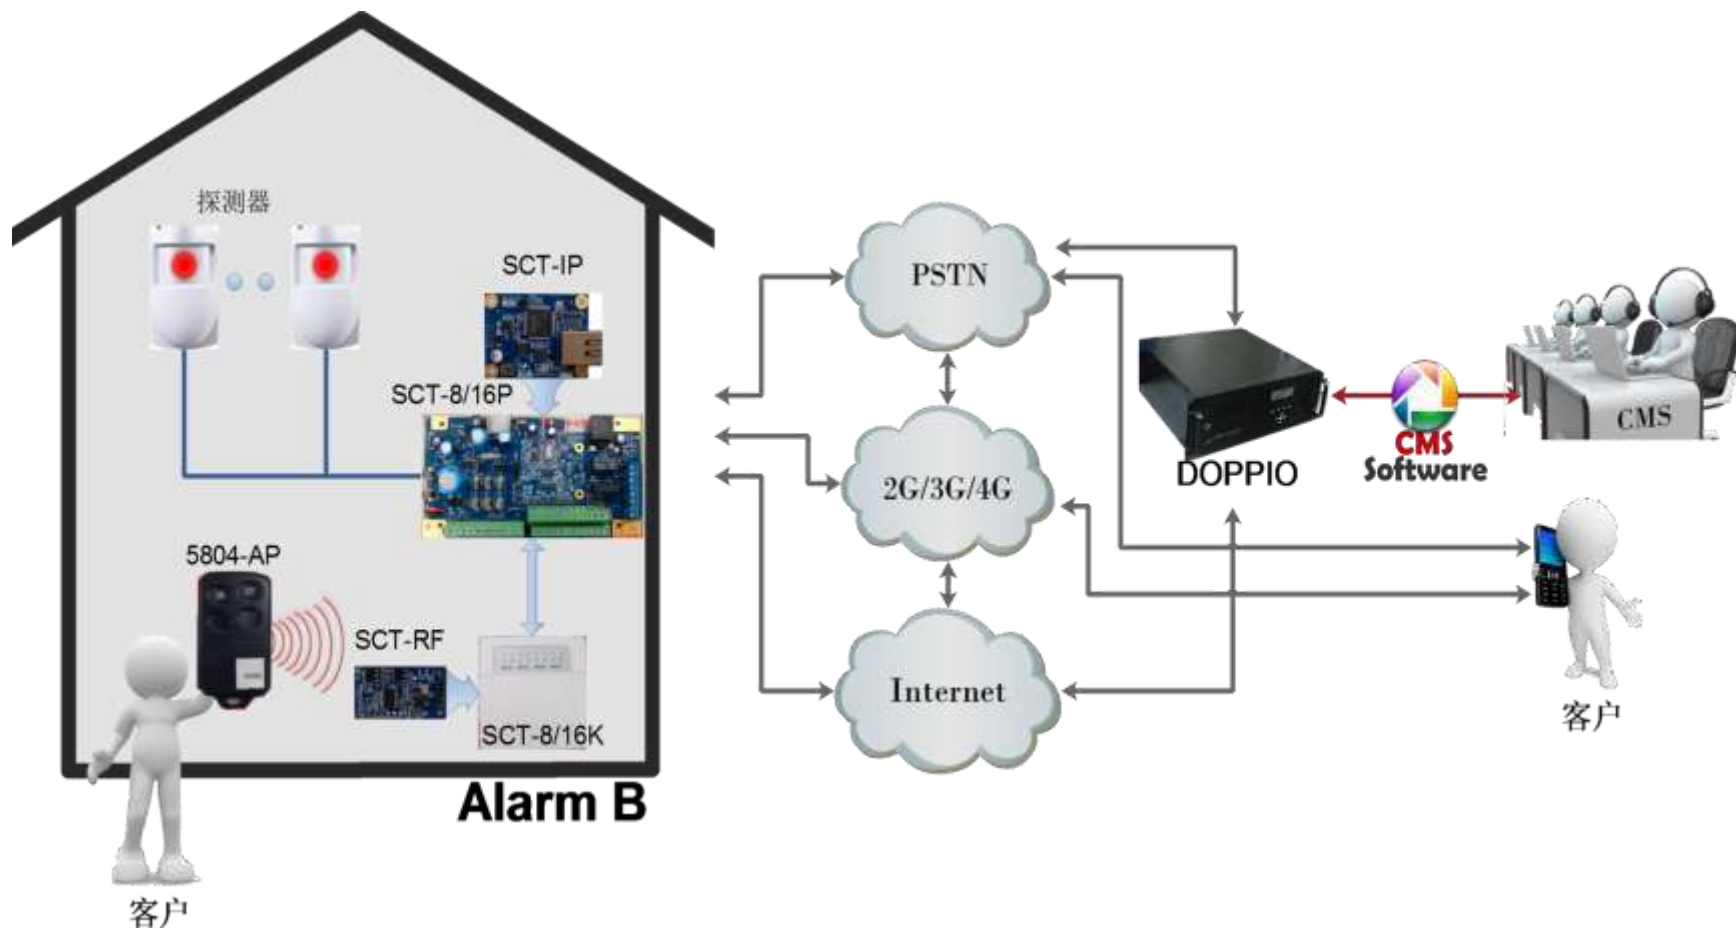 探测器
SCT-IP
SCT-8/16P
5804-AP
SCT-RF
SCT-8/16K
Alarm B
客户
PSTN
2G/3G/4G
Internet
DOPPIO
CMS
Software
CMS
客户